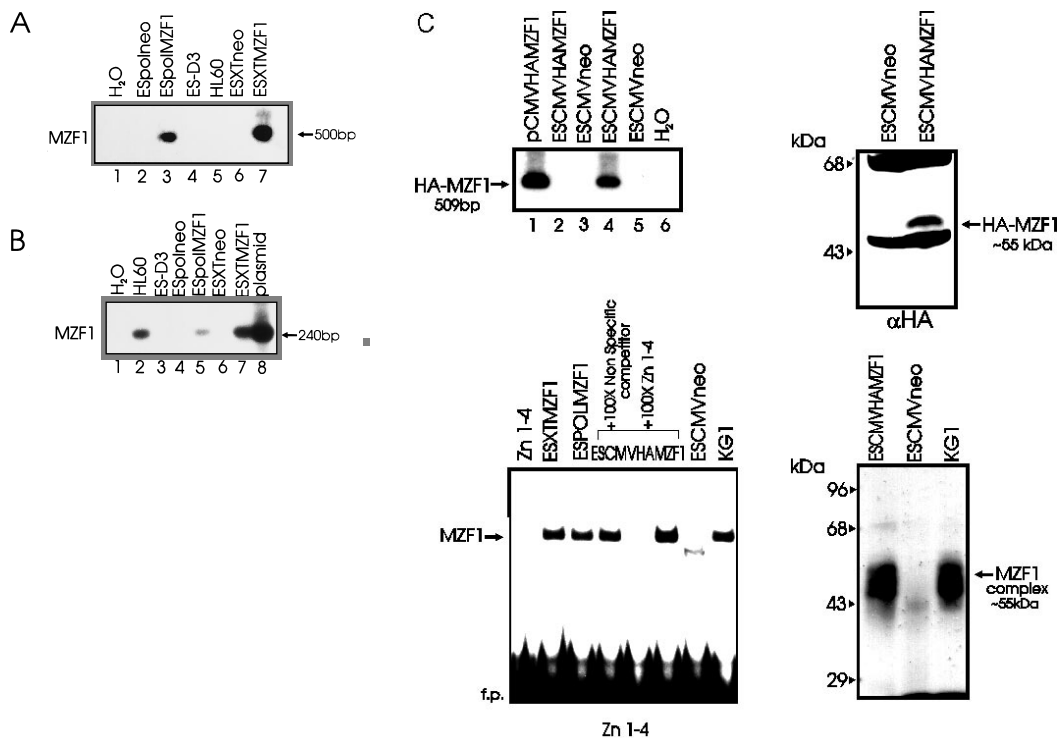 A
H₂O
ESpolneo
ESpolMZF1
ES-D3
HL60
ESXTneo
ESXTMZF1
MZF1
500bp
1 2 3 4 5 6 7
B
H₂O
HL60
ES-D3
ESpolneo
ESpolMZF1
ESXTneo
ESXTMZF1
plasmid
MZF1
240bp
1 2 3 4 5 6 7 8
C
pCMVHAMZF1
ESCMVHAMZF1
ESCMVneo
ESCMVHAMZF1
ESCMVneo
H₂O
HA-MZF1
509bp
1 2 3 4 5 6
ESCMVneo
ESCMVHAMZF1
kDa
68
43
HA-MZF1
~55 kDa
αHA
Zn 1-4
ESXTMZF1
ESPOLMZF1
+100X Non Specific
competitor
+100X Zn 1-4
ESCMVHAMZF1
ESCMVneo
KG1
MZF1
f.p.
Zn 1-4
ESCMVHAMZF1
ESCMVneo
KG1
kDa
96
68
43
29
MZF1
complex
~55kDa